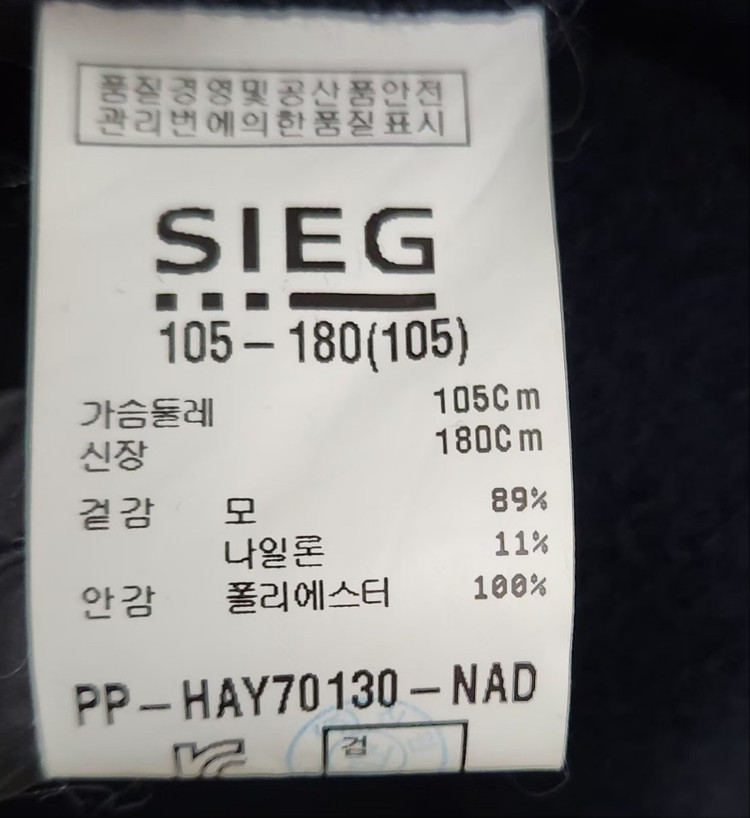 품질경영및공산품안전
관리번에의한품질표시
SIEG
105-180(105)
가슴둘레 105Cm
신장 180Cm
겉감 모 89%
나일론 11%
안감 폴리에스터 100%
PP-HAY70130-NAD
검